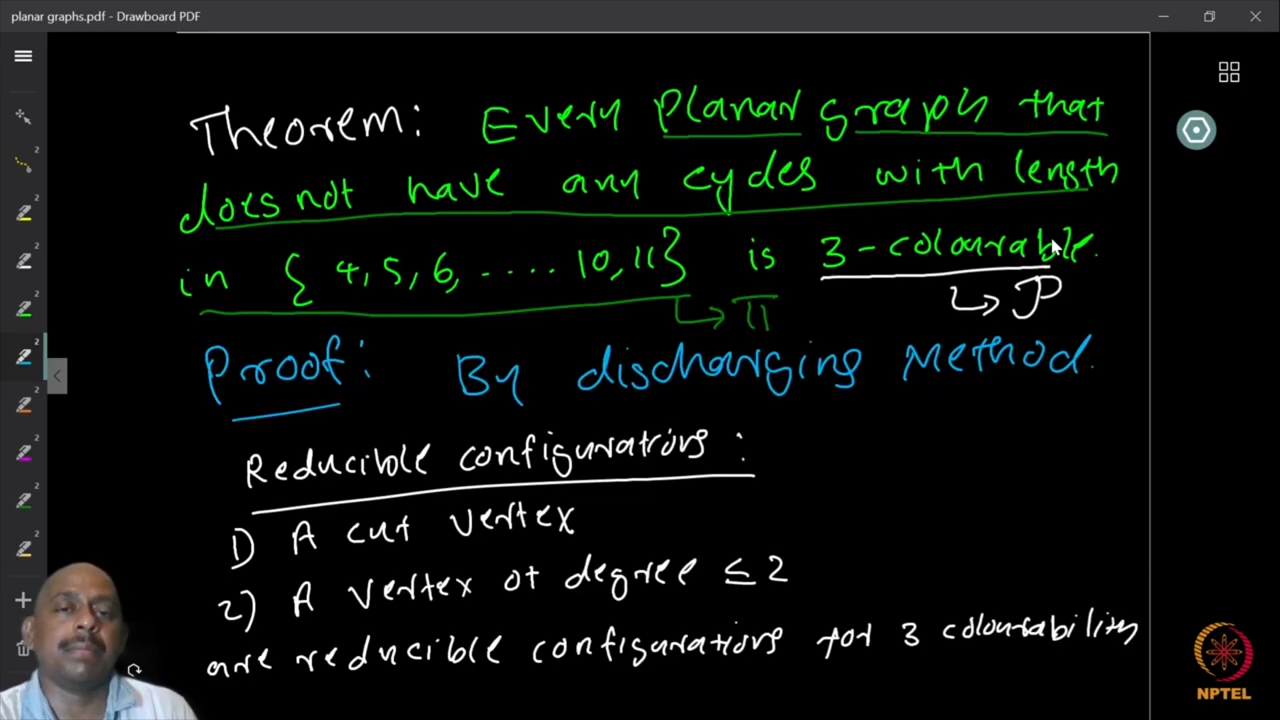 planar graphs.pdf - Drawboard PDF
Theorem: Every Planar graph that
does not have any cycles with length
in { 4, 5, 6, ..... 10, 11 } is 3-colourable.
↳ π ↳ P
Proof: By discharging Method.
Reducible configurations:
1) A cut vertex
2) A vertex of degree ≤ 2
are reducible configurations for 3 colourability
NPTEL